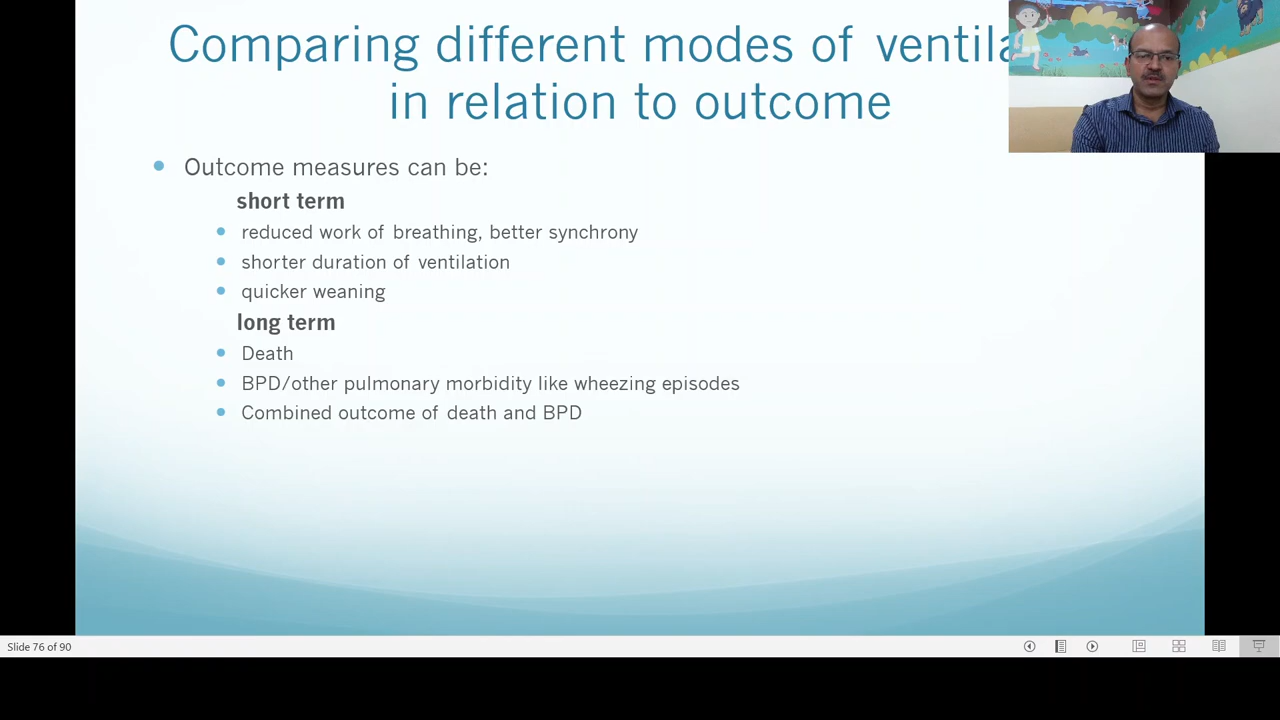 Comparing different modes of
in relation to outcome
Outcome measures can be:
short term
reduced work of breathing, better synchrony
shorter duration of ventilation
quicker weaning
long term
Death
BPD/other pulmonary morbidity like wheezing episodes
Combined outcome of death and BPD
Slide 76 of 90